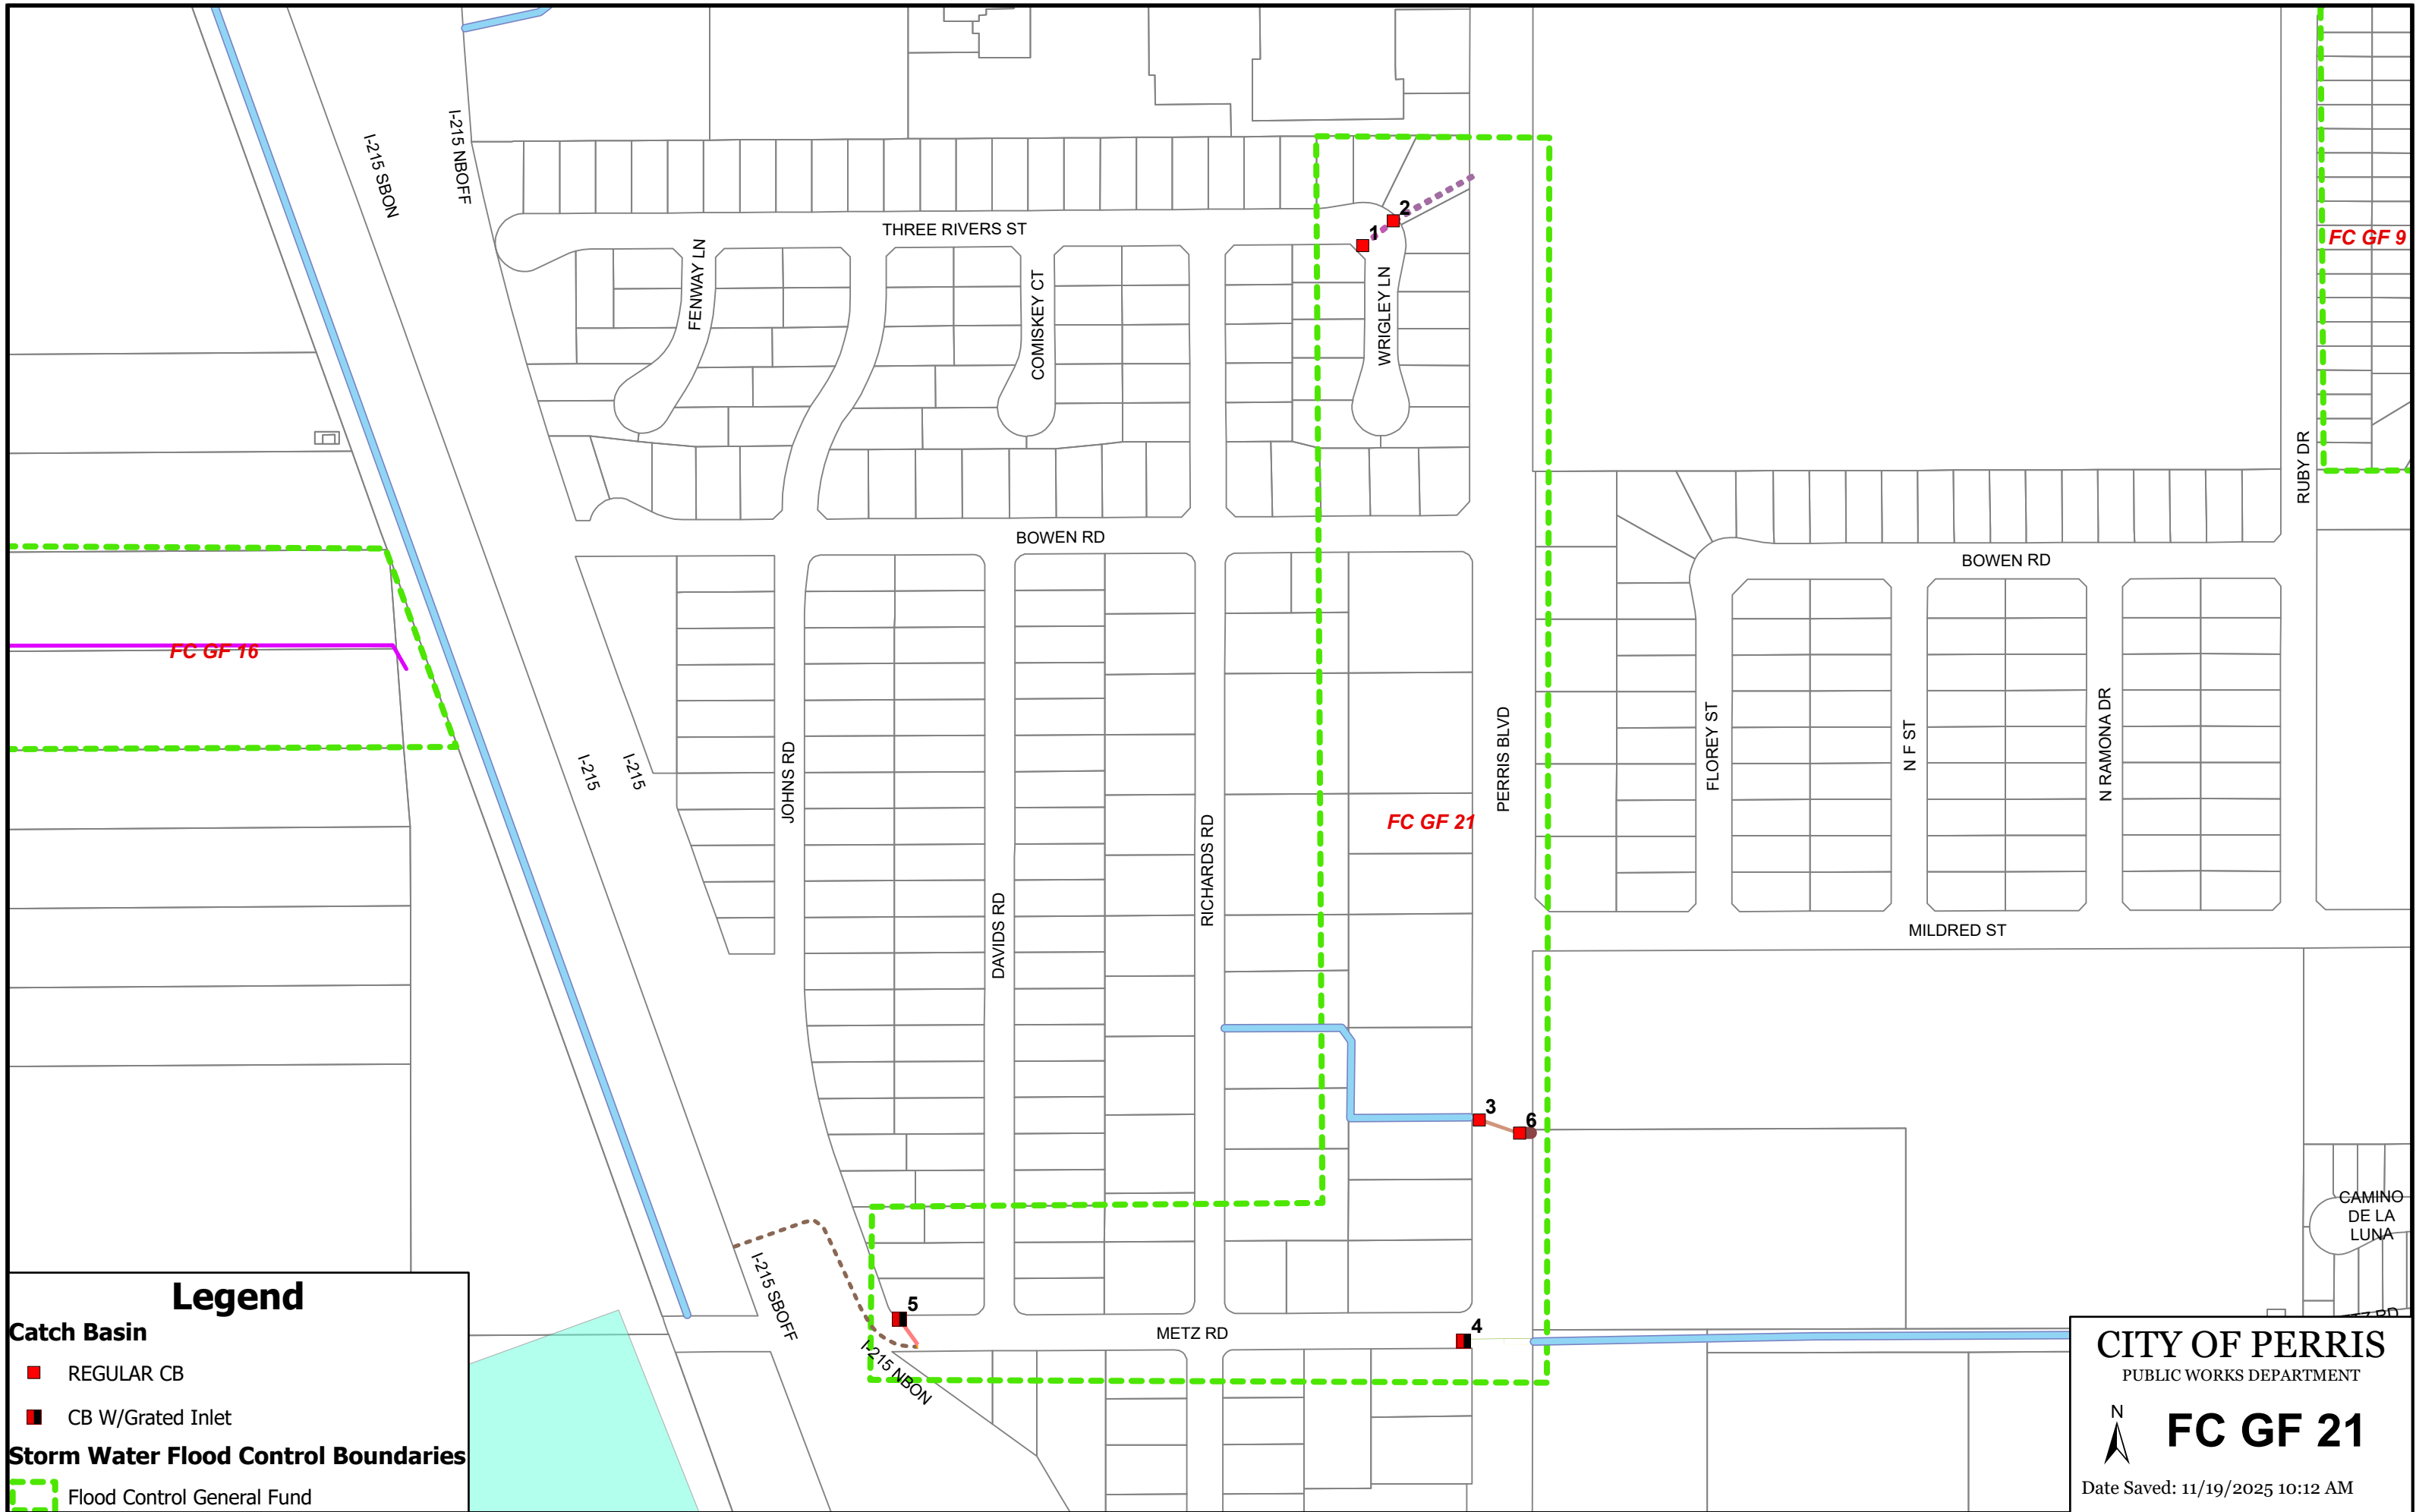 I-215 SBON
I-215 NBOFF
THREE RIVERS ST
FENWAY LN
COMISKEY CT
WRIGLEY LN
1
2
FC GF 9
RUBY DR
BOWEN RD
BOWEN RD
FC GF 16
I-215
I-215
JOHNS RD
DAVIDS RD
RICHARDS RD
FC GF 21
PERRIS BLVD
FLOREY ST
N F ST
N RAMONA DR
MILDRED ST
3
6
CAMINO
DE LA
LUNA
I-215 SBOFF
5
I-215 NBON
METZ RD
4
Legend
Catch Basin
REGULAR CB
CB W/Grated Inlet
Storm Water Flood Control Boundaries
Flood Control General Fund
CITY OF PERRIS
PUBLIC WORKS DEPARTMENT
N
FC GF 21
Date Saved: 11/19/2025 10:12 AM